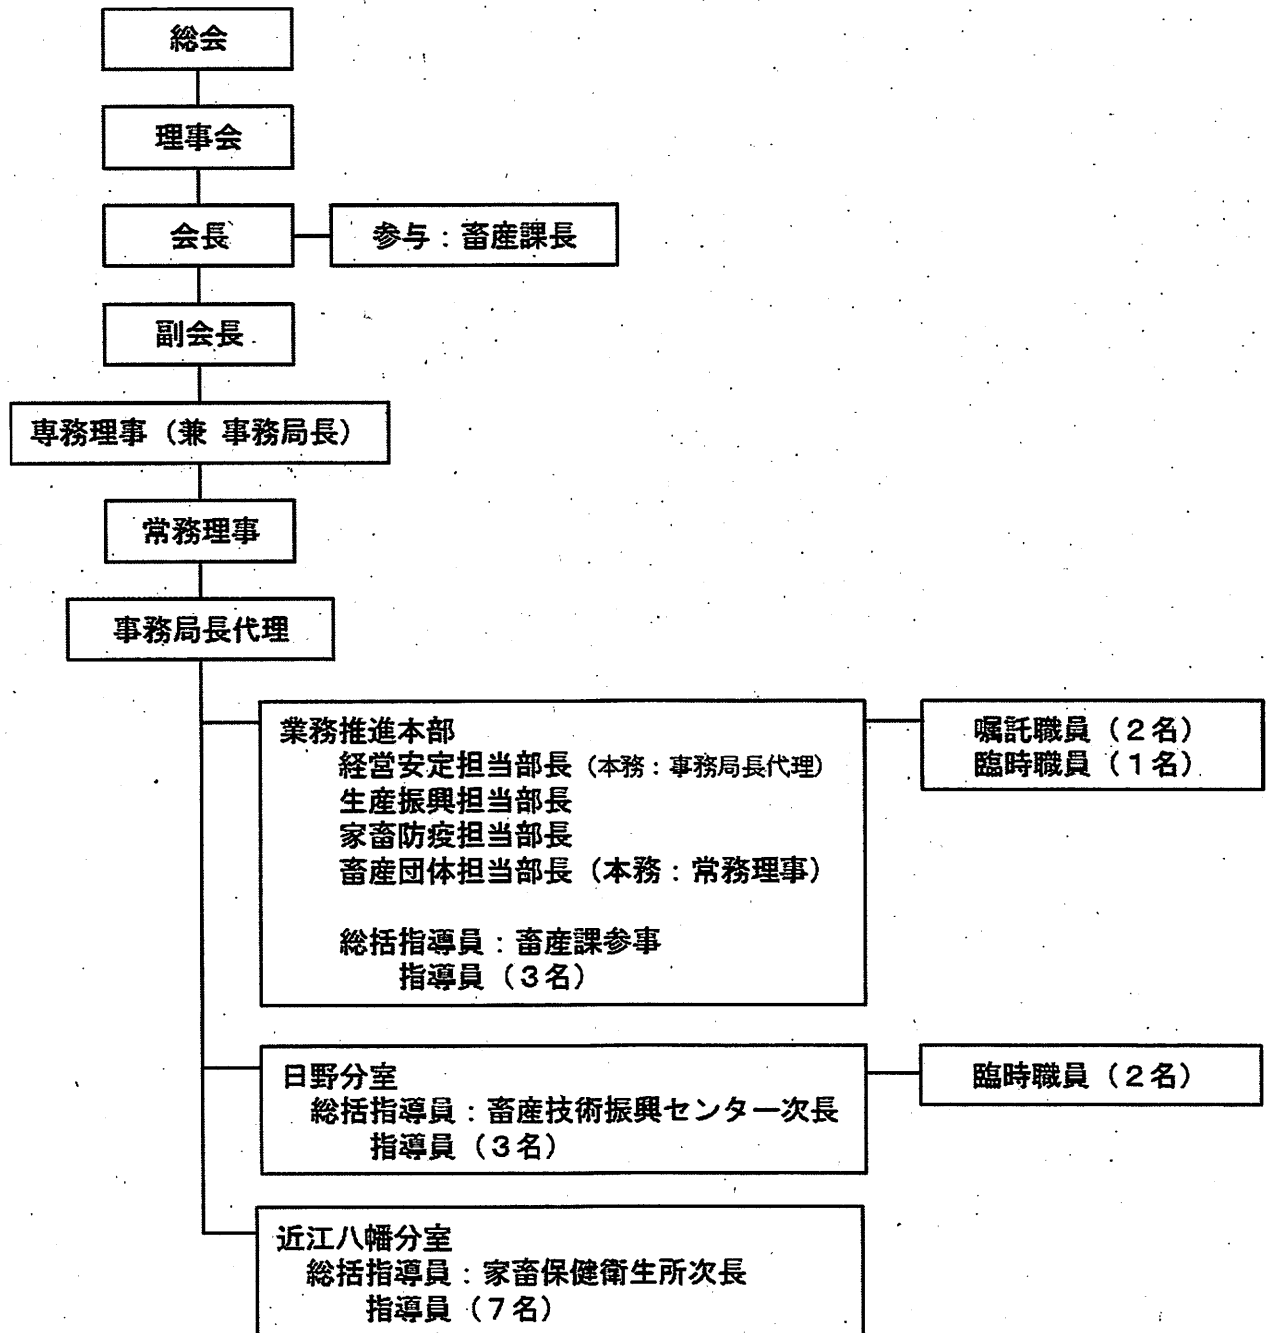 総会
理事会
会長
参与：畜産課長
副会長
専務理事（兼 事務局長）
常務理事
事務局長代理
業務推進本部
経営安定担当部長（本務：事務局長代理）
生産振興担当部長
家畜防疫担当部長
畜産団体担当部長（本務：常務理事）
総括指導員：畜産課参事
指導員（３名）
嘱託職員（２名）
臨時職員（１名）
日野分室
総括指導員：畜産技術振興センター次長
指導員（３名）
臨時職員（２名）
近江八幡分室
総括指導員：家畜保健衛生所次長
指導員（７名）